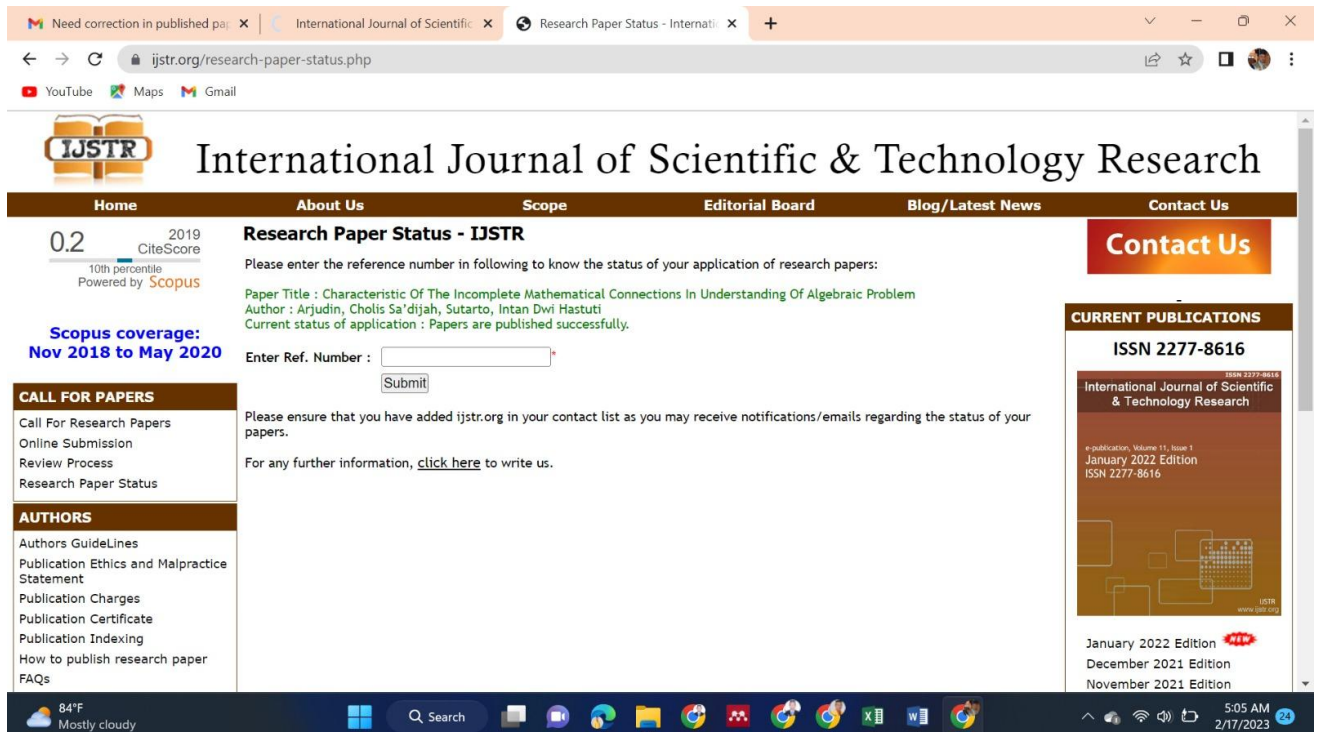 Need correction in published pap
International Journal of Scientific
Research Paper Status - Internatio
ijstr.org/research-paper-status.php
YouTube Maps Gmail
IJSTR
International Journal of Scientific & Technology Research
Home About Us Scope Editorial Board Blog/Latest News Contact Us
0.2 2019 CiteScore
10th percentile
Powered by Scopus
Scopus coverage:
Nov 2018 to May 2020
CALL FOR PAPERS
Call For Research Papers
Online Submission
Review Process
Research Paper Status
AUTHORS
Authors GuideLines
Publication Ethics and Malpractice
Statement
Publication Charges
Publication Certificate
Publication Indexing
How to publish research paper
FAQs
Research Paper Status - IJSTR
Please enter the reference number in following to know the status of your application of research papers:
Paper Title : Characteristic Of The Incomplete Mathematical Connections In Understanding Of Algebraic Problem
Author : Arjudin, Cholis Sa'dijah, Sutarto, Intan Dwi Hastuti
Current status of application : Papers are published successfully.
Enter Ref. Number : *
Submit
Please ensure that you have added ijstr.org in your contact list as you may receive notifications/emails regarding the status of your
papers.
For any further information, click here to write us.
Contact Us
-
CURRENT PUBLICATIONS
ISSN 2277-8616
ISSN 2277-8616
International Journal of Scientific
& Technology Research
e-publication, Volume 11, Issue 1
January 2022 Edition
ISSN 2277-8616
IJSTR
www.ijstr.org
January 2022 Edition NEW
December 2021 Edition
November 2021 Edition
84°F
Mostly cloudy
Search
5:05 AM
2/17/2023
24